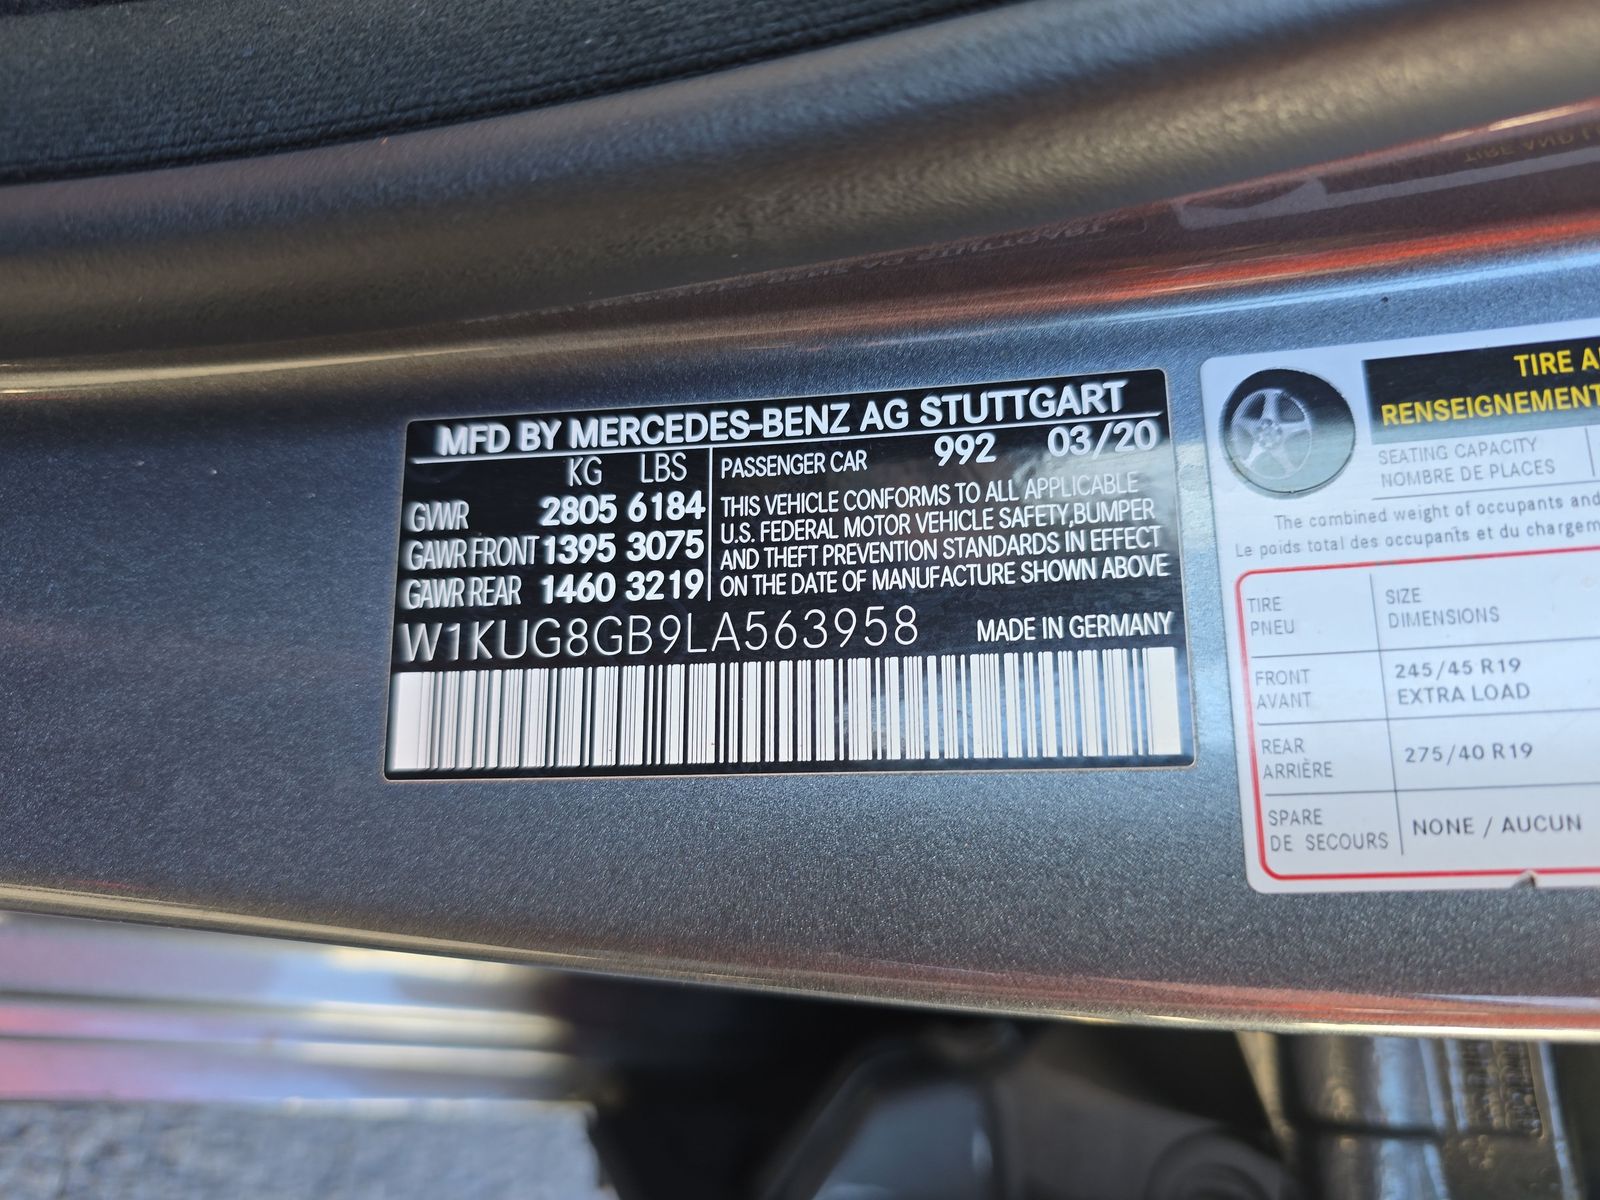 MFD BY MERCEDES-BENZ AG STUTTGART
KG LBS
GVWR 2805 6184
GAWR FRONT 1395 3075
GAWR REAR 1460 3219
PASSENGER CAR 992 03/20
THIS VEHICLE CONFORMS TO ALL APPLICABLE
U.S. FEDERAL MOTOR VEHICLE SAFETY,BUMPER
AND THEFT PREVENTION STANDARDS IN EFFECT
ON THE DATE OF MANUFACTURE SHOWN ABOVE
W1KUG8GB9LA563958 MADE IN GERMANY
TIRE
RENSEIGNEMENT
SEATING CAPACITY
NOMBRE DE PLACES
The combined weight of occupants and
Le poids total des occupants et du chargem
TIRE SIZE
PNEU DIMENSIONS
FRONT 245/45 R19
AVANT EXTRA LOAD
REAR 275/40 R19
ARRIÈRE
SPARE NONE / AUCUN
DE SECOURS